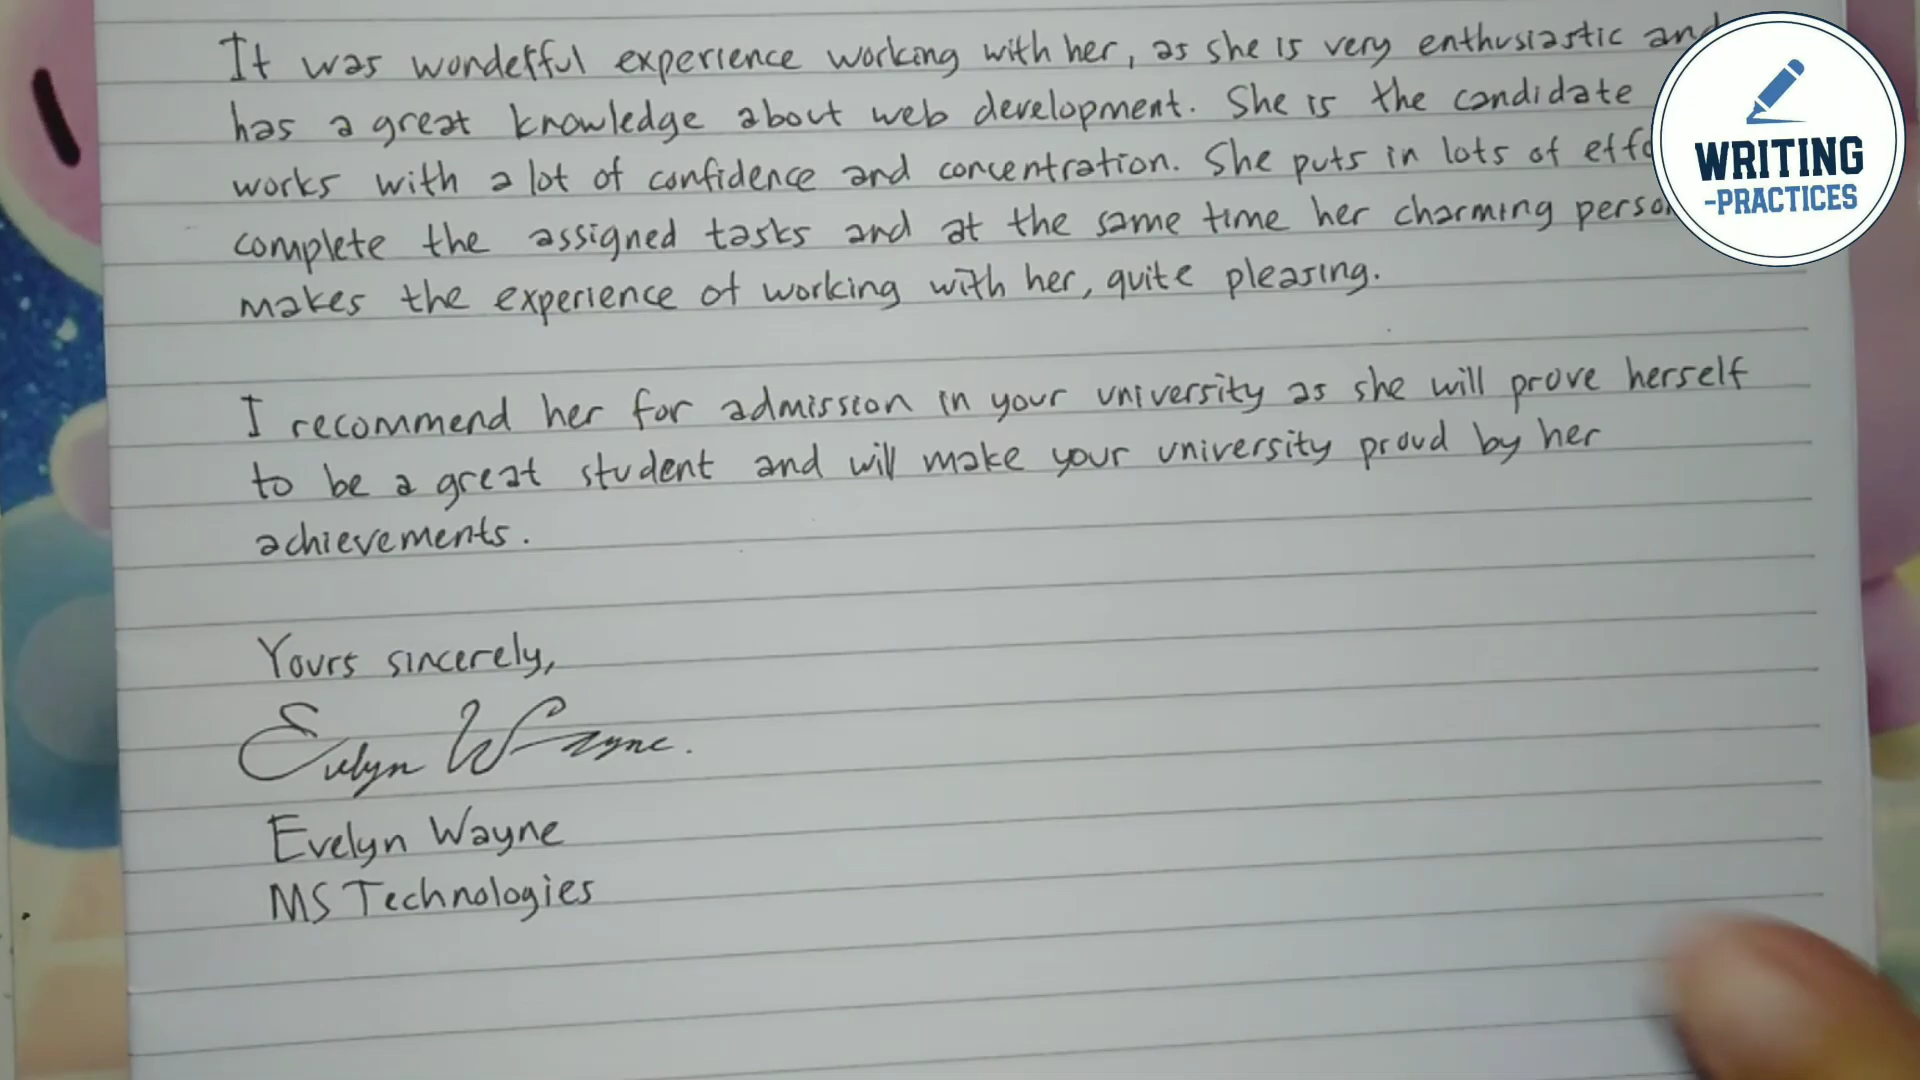 It was wonderful experience working with her, as she is very enthusiastic and
has a great knowledge about web development. She is the candidate
works with a lot of confidence and concentration. She puts in lots of
complete the assigned tasks and at the same time her charming
makes the experience of working with her, quite pleasing.
I recommend her for admission in your university as she will prove herself
to be a great student and will make your university proud by her
achievements.
Yours sincerely,
Evelyn Wayne.
Evelyn Wayne
MS Technologies
WRITING
-PRACTICES